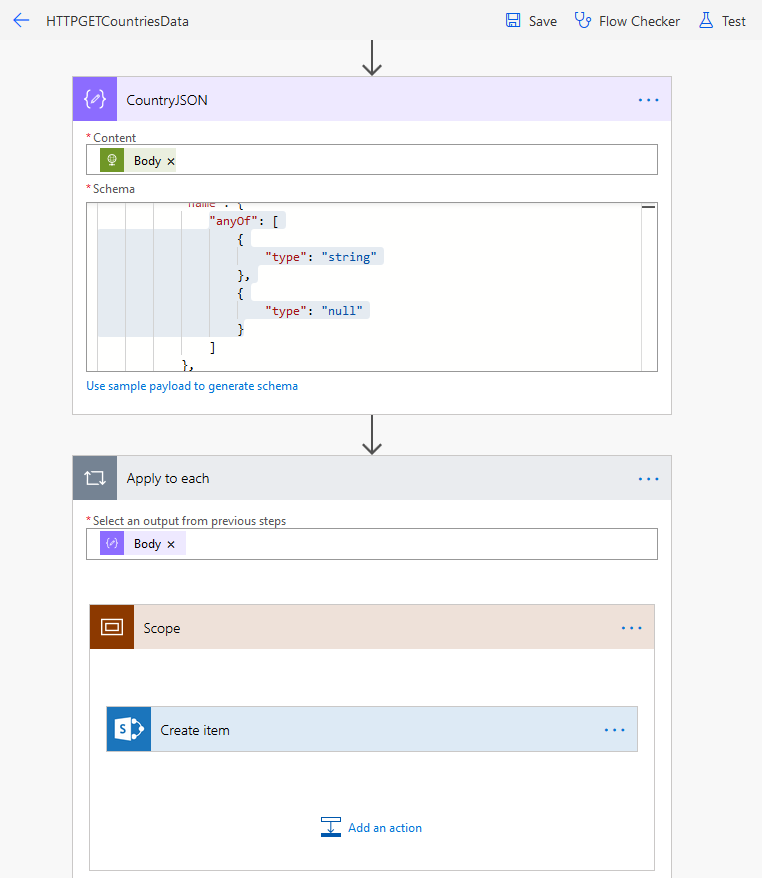 HTTPGETCountriesData
Save
Flow Checker
Test
CountryJSON
* Content
Body ×
* Schema
"name": {
"anyOf": [
{
"type": "string"
},
{
"type": "null"
}
]
},
Use sample payload to generate schema
Apply to each
* Select an output from previous steps
Body ×
Scope
S
Create item
Add an action